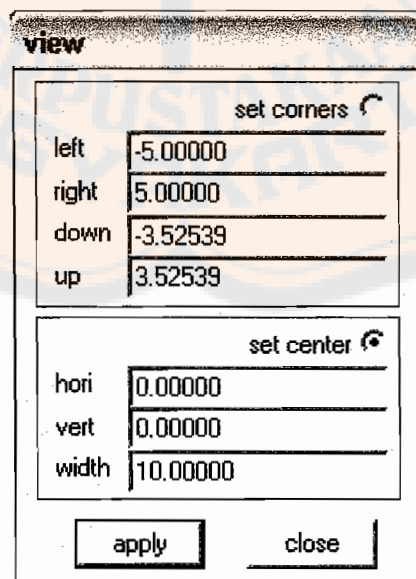 view
set corners
left -5.00000
right 5.00000
down -3.52539
up 3.52539
set center
hori 0.00000
vert 0.00000
width 10.00000
apply close